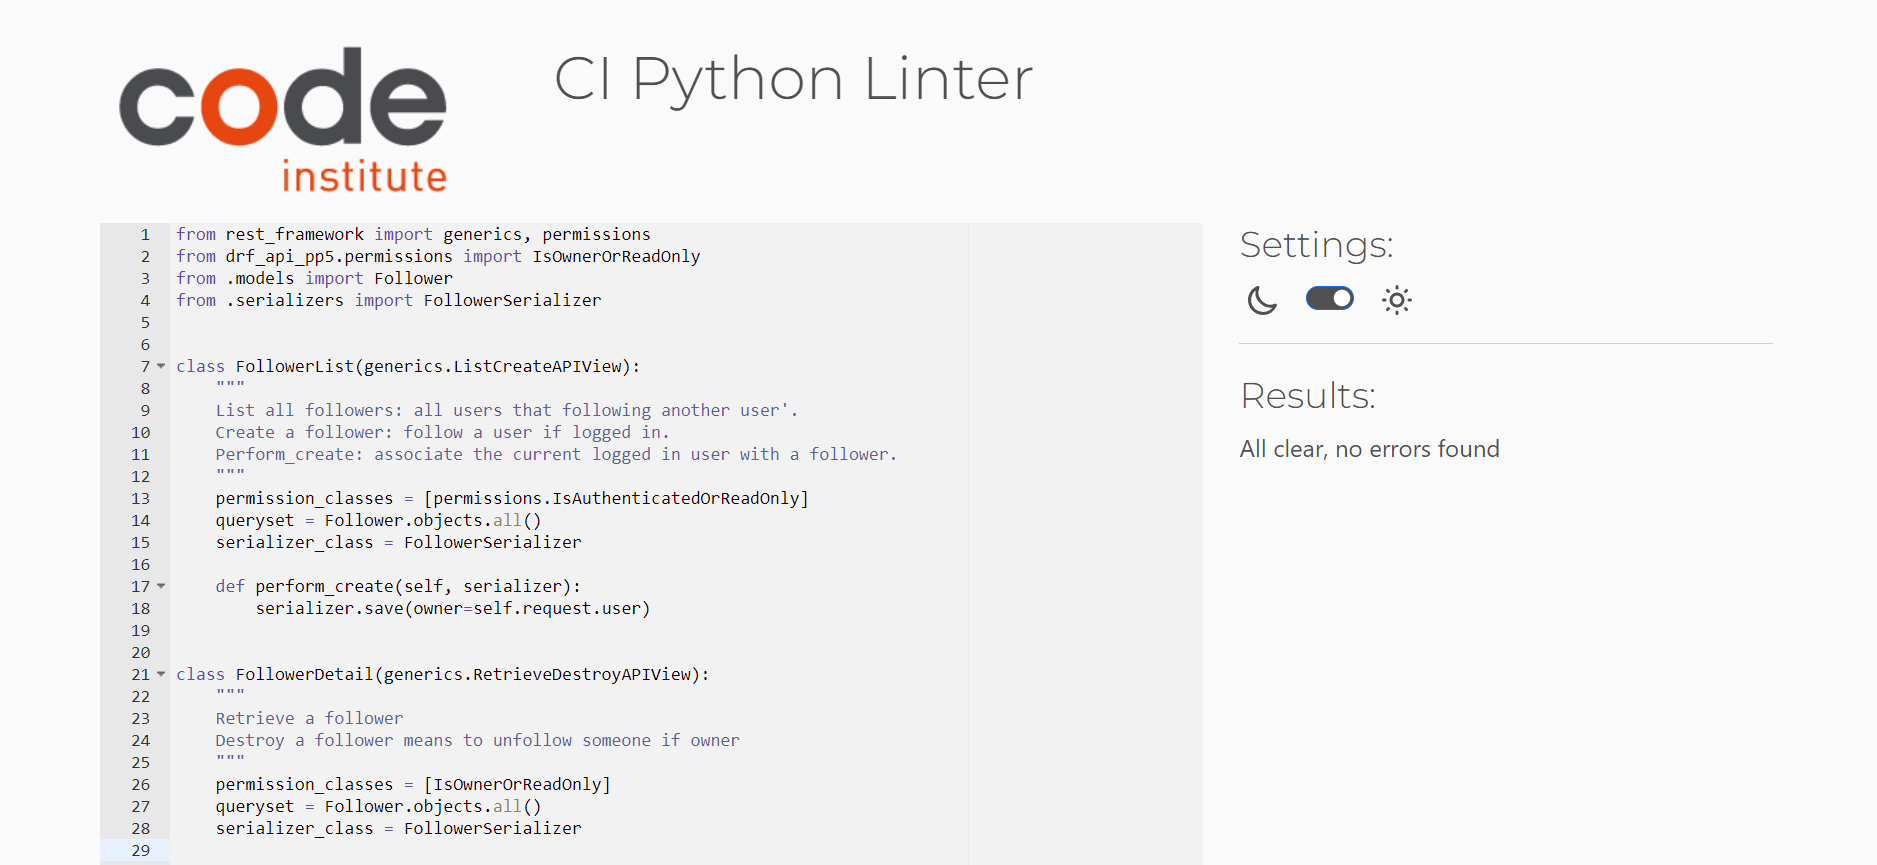 code
institute
CI Python Linter
1 from rest_framework import generics, permissions
2 from drf_api_pp5.permissions import IsOwnerOrReadOnly
3 from .models import Follower
4 from .serializers import FollowerSerializer
5
6
7 class FollowerList(generics.ListCreateAPIView):
8     """
9     List all followers: all users that following another user'.
10     Create a follower: follow a user if logged in.
11     Perform_create: associate the current logged in user with a follower.
12     """
13     permission_classes = [permissions.IsAuthenticatedOrReadOnly]
14     queryset = Follower.objects.all()
15     serializer_class = FollowerSerializer
16
17     def perform_create(self, serializer):
18         serializer.save(owner=self.request.user)
19
20
21 class FollowerDetail(generics.RetrieveDestroyAPIView):
22     """
23     Retrieve a follower
24     Destroy a follower means to unfollow someone if owner
25     """
26     permission_classes = [IsOwnerOrReadOnly]
27     queryset = Follower.objects.all()
28     serializer_class = FollowerSerializer
29
Settings:
Results:
All clear, no errors found